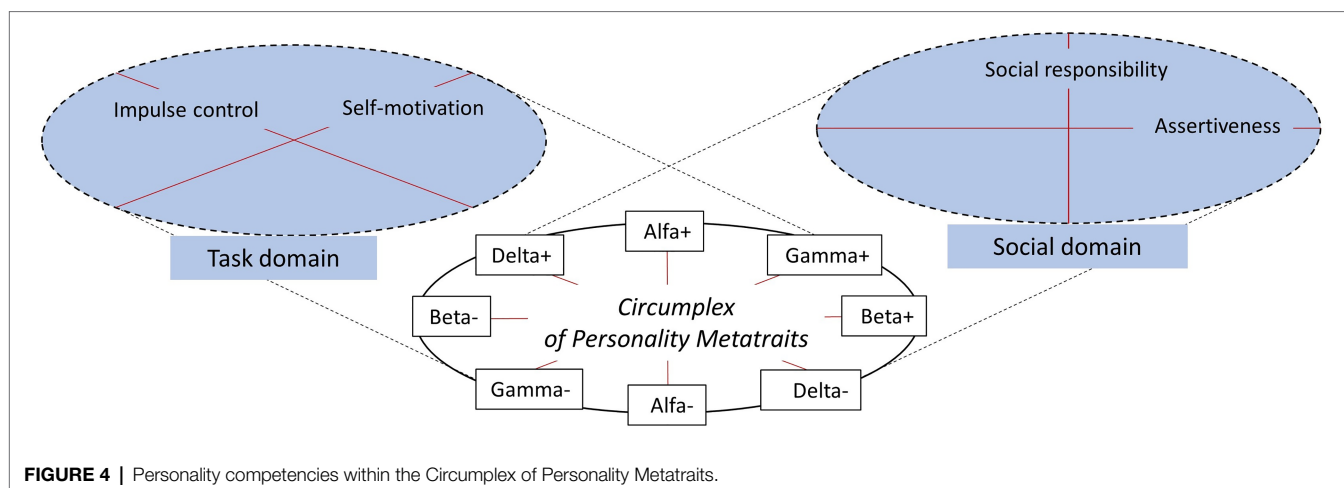 Impulse control
Self-motivation
Task domain
Social responsibility
Assertiveness
Social domain
Alfa+
Delta+
Gamma+
Beta-
Circumplex
of Personality Metatraits
Beta+
Gamma-
Alfa-
Delta-
FIGURE 4 | Personality competencies within the Circumplex of Personality Metatraits.